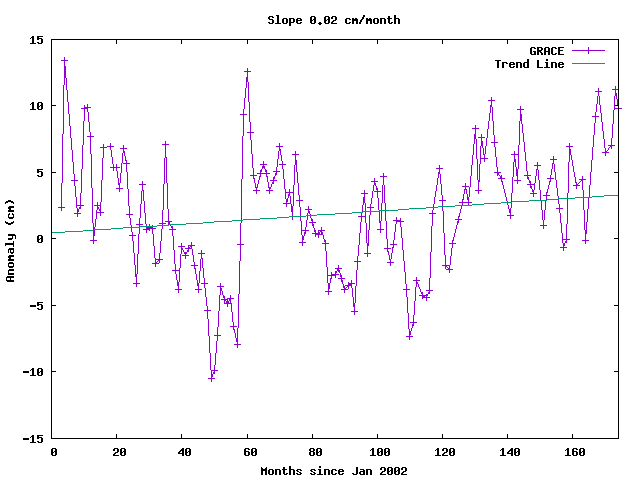 Slope 0.02 cm/month
GRACE
Trend Line
15
10
5
0
-5
-10
-15
Anomaly (cm)
0 20 40 60 80 100 120 140 160
Months since Jan 2002